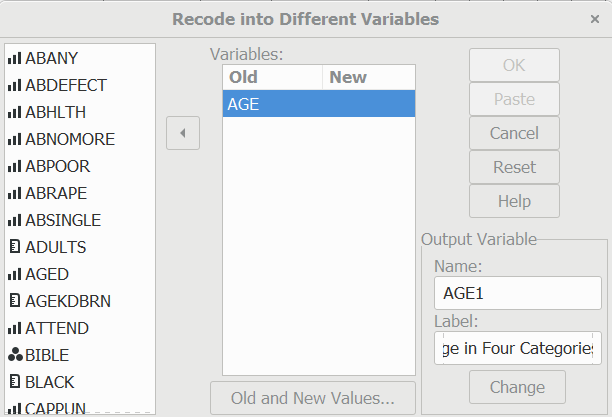 Recode into Different Variables
×
ABANY
ABDEFECT
ABHLTH
ABNOMORE
ABPOOR
ABRAPE
ABSINGLE
ADULTS
AGED
AGEKDBRN
ATTEND
BIBLE
BLACK
CAPPUN
Variables:
Old New
AGE
Old and New Values...
OK
Paste
Cancel
Reset
Help
Output Variable
Name:
AGE1
Label:
ge in Four Categories
Change